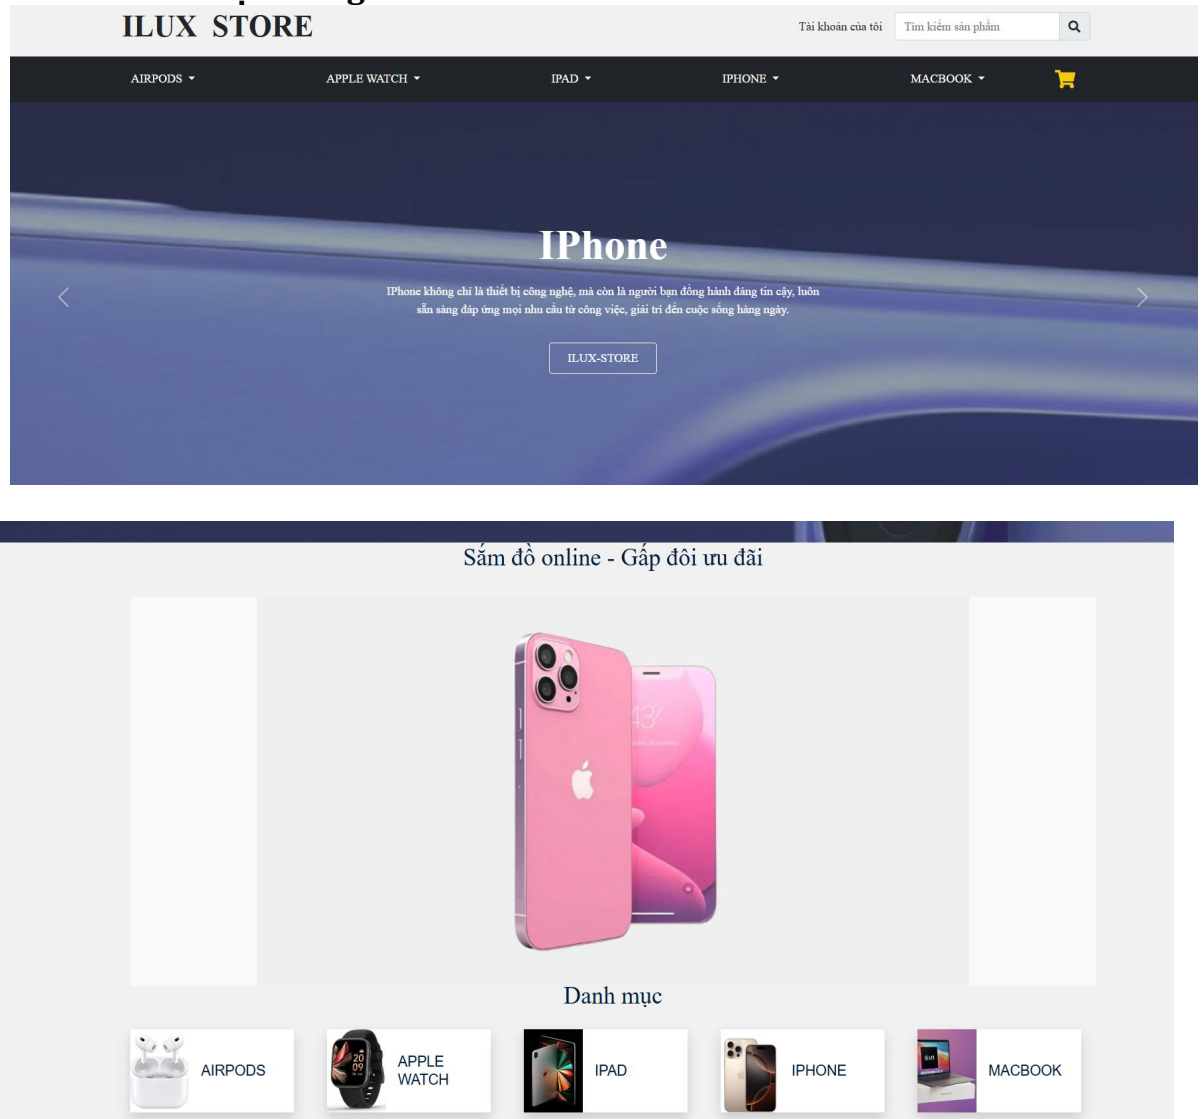 ILUX STORE
Tài khoản của tôi
Tìm kiếm sản phẩm
AIRPODS
APPLE WATCH
IPAD
IPHONE
MACBOOK
IPhone
IPhone không chỉ là thiết bị công nghệ, mà còn là người bạn đồng hành đáng tin cậy, luôn
sẵn sàng đáp ứng mọi nhu cầu từ công việc, giải trí đến cuộc sống hàng ngày.
ILUX-STORE
Sắm đồ online - Gấp đôi ưu đãi
43/
Danh mục
AIRPODS
20
09
APPLE
WATCH
IPAD
IPHONE
MACBOOK